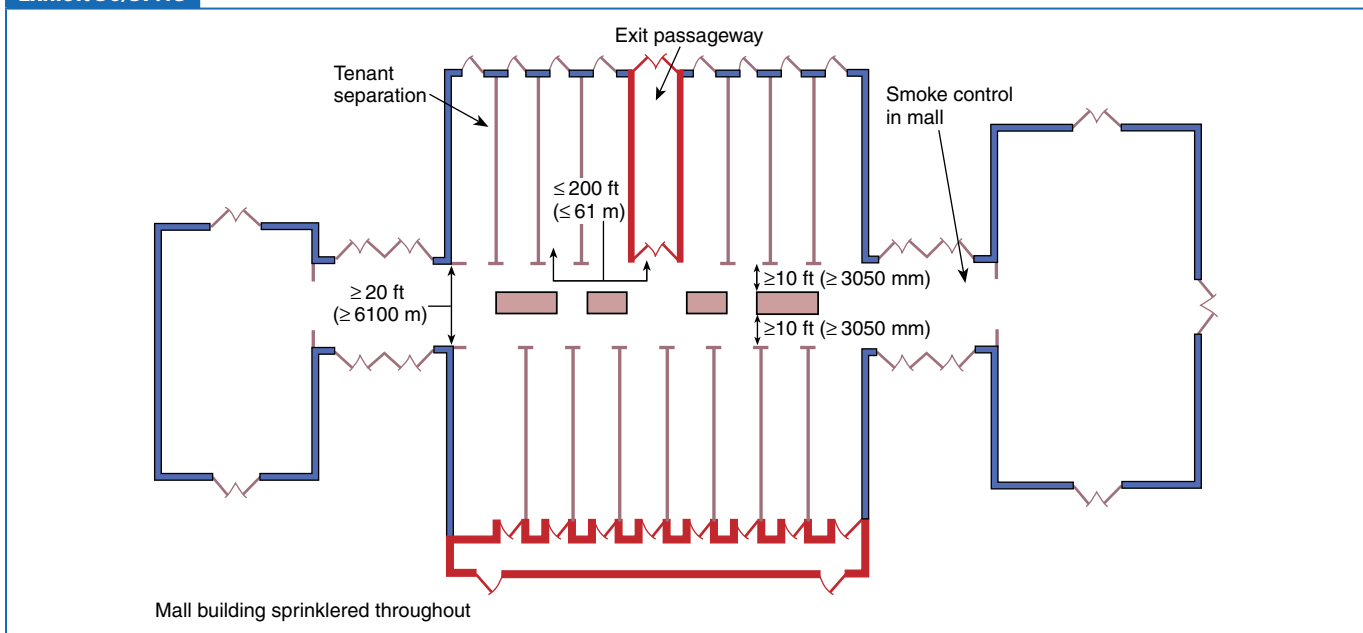 Exit passageway
Tenant
separation
Smoke control
in mall
≤ 200 ft
(≤ 61 m)
≥ 20 ft
(≥ 6100 m)
≥10 ft (≥ 3050 mm)
≥10 ft (≥ 3050 mm)
Mall building sprinklered throughout